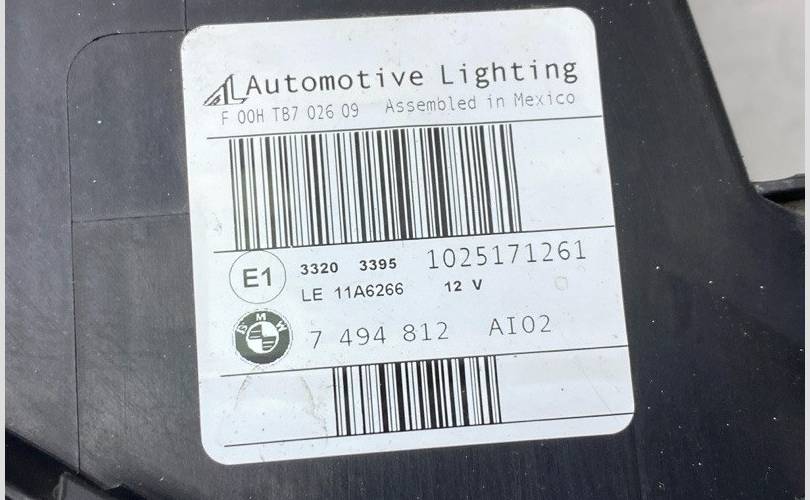 AL Automotive Lighting
F 00H TB7 026 09 Assembled in Mexico
E1 3320 3395 1025171261
LE 11A6266 12 V
BMW 7 494 812 AI02